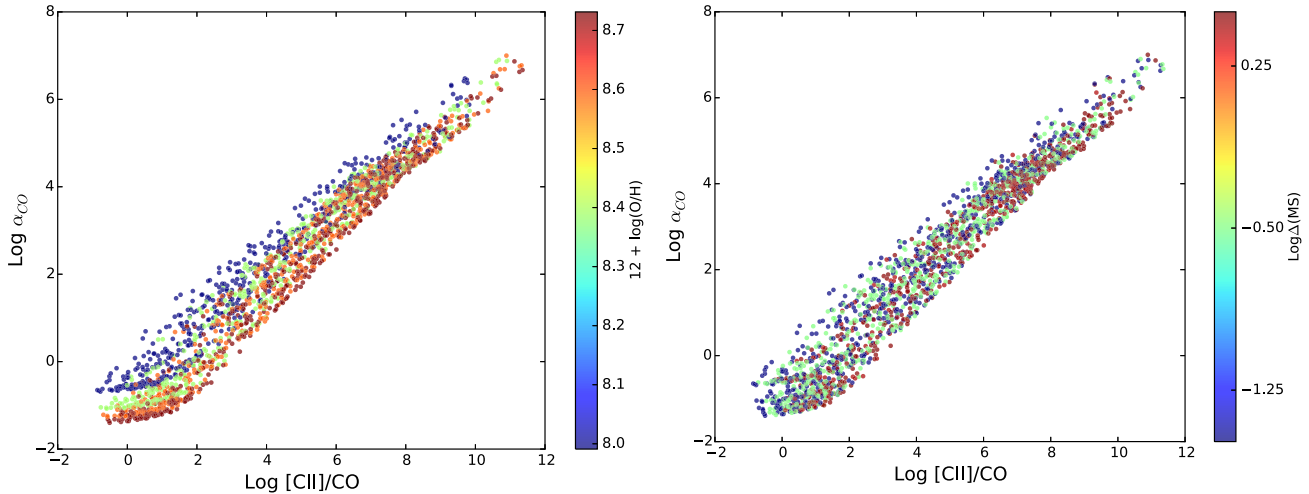 8
6
4
2
0
−2
Log α_CO
−2 0 2 4 6 8 10 12
Log [CII]/CO
8.7
8.6
8.5
8.4
8.3
8.2
8.1
8.0
12 + log(O/H)
8
6
4
2
0
−2
Log α_CO
−2 0 2 4 6 8 10 12
Log [CII]/CO
0.25
−0.50
−1.25
LogΔ(MS)